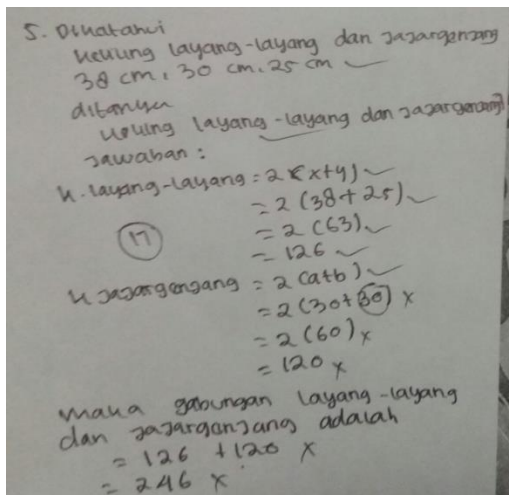 5. Diketahui
Keliling layang-layang dan jajargenjang
38 cm, 30 cm, 25 cm ✓
ditanya
Keliling layang-layang dan jajargenjang
Jawaban :
K. layang-layang = 2 (x+y) ✓
= 2 (38+25) ✓
= 2 (63) ✓
17
= 126 ✓
K jajargenjang = 2 (a+b) ✓
= 2 (30+30) x
= 2 (60) x
= 120 x
Maka gabungan layang-layang
dan jajargenjang adalah
= 126 + 120 x
= 246 x